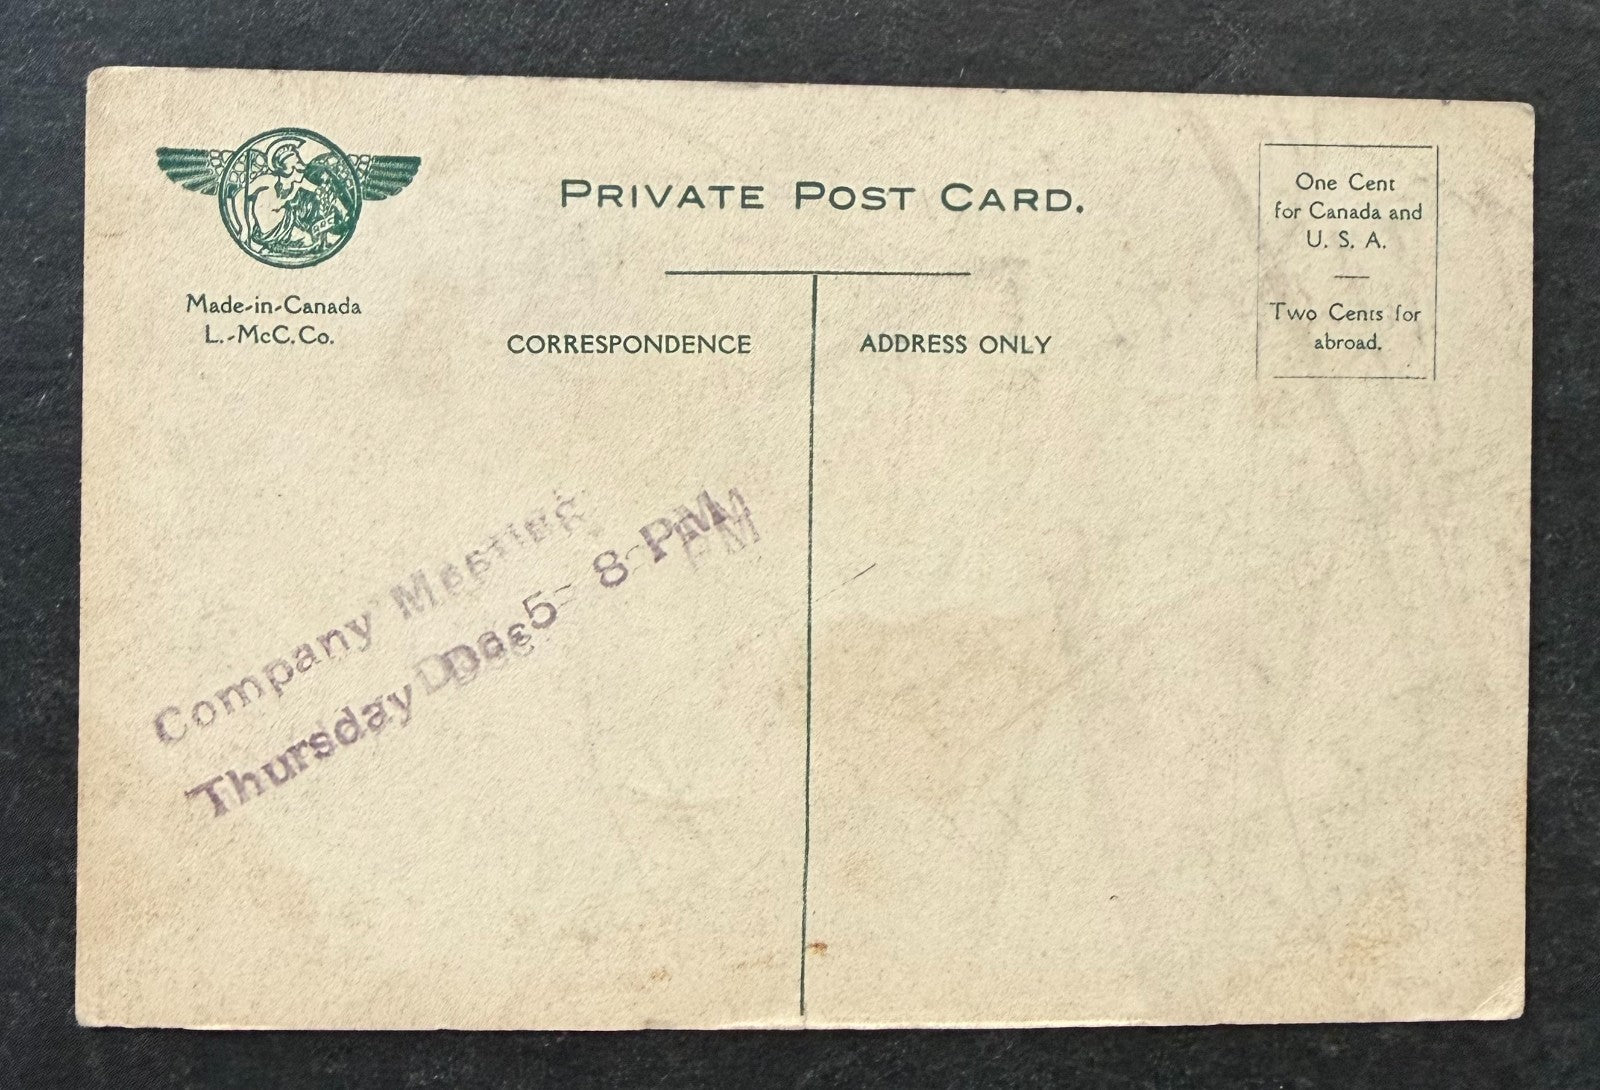 PRIVATE POST CARD.
Made-in-Canada
L.-McC. Co.
One Cent
for Canada and
U. S. A.
Two Cents for
abroad.
CORRESPONDENCE
ADDRESS ONLY
Company Meeting
Thursday Dec 5 - 8 PM